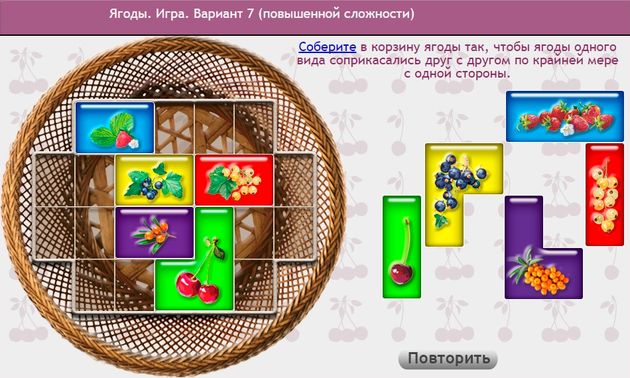 Ягоды. Игра. Вариант 7 (повышенной сложности)
Соберите в корзину ягоды так, чтобы ягоды одного
вида соприкасались друг с другом по крайней мере
с одной стороны.
Повторить